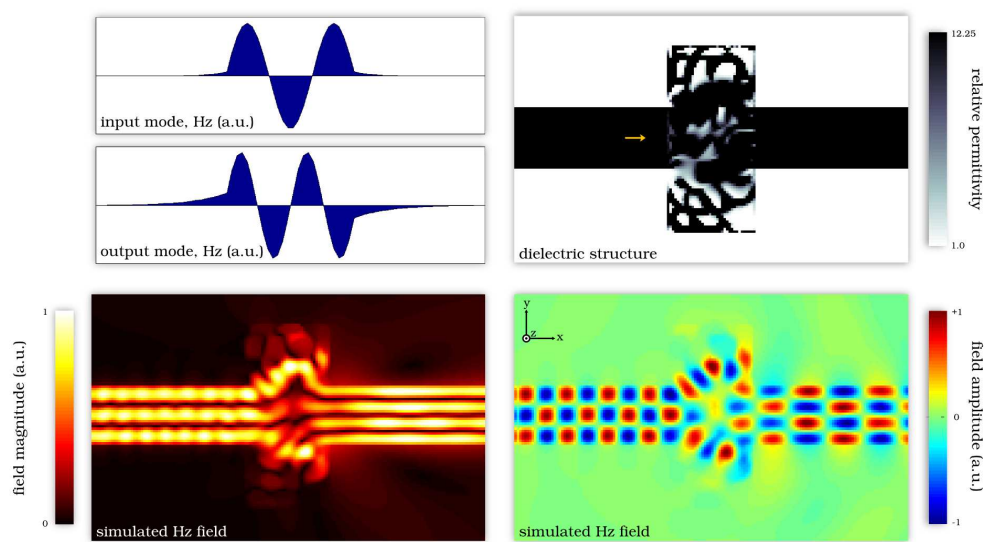 input mode, Hz (a.u.)
output mode, Hz (a.u.)
dielectric structure
12.25
relative permittivity
1.0
field magnitude (a.u.)
1
0
simulated Hz field
y
z
x
simulated Hz field
+1
0
-1
field amplitude (a.u.)